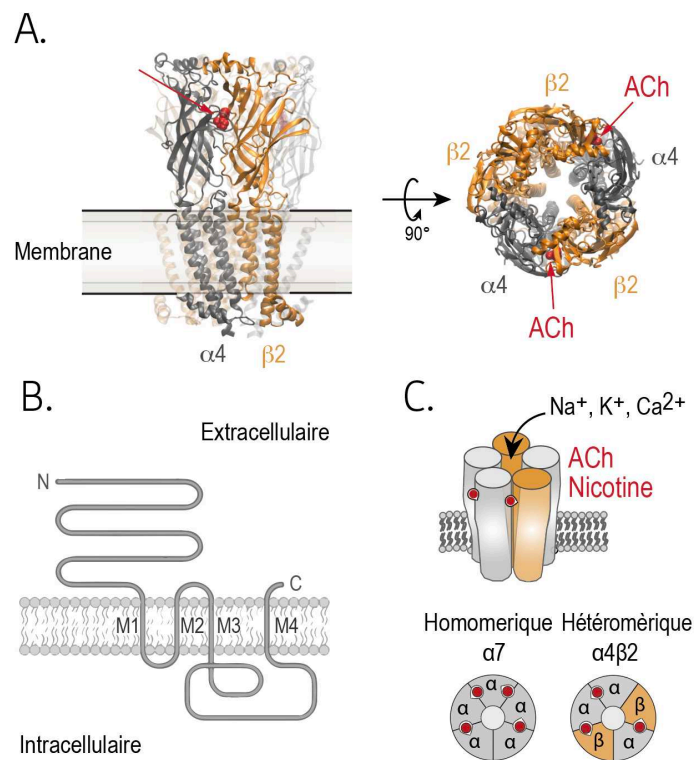 A.
β2
ACh
β2
α4
Membrane
90°
α4
β2
α4
β2
ACh
B.
Extracellulaire
N
C
M1
M2
M3
M4
Intracellulaire
C.
Na⁺, K⁺, Ca²⁺
ACh
Nicotine
Homomerique
α7
Hétéromèrique
α4β2
α
α
α
α
α
α
α
β
β
α